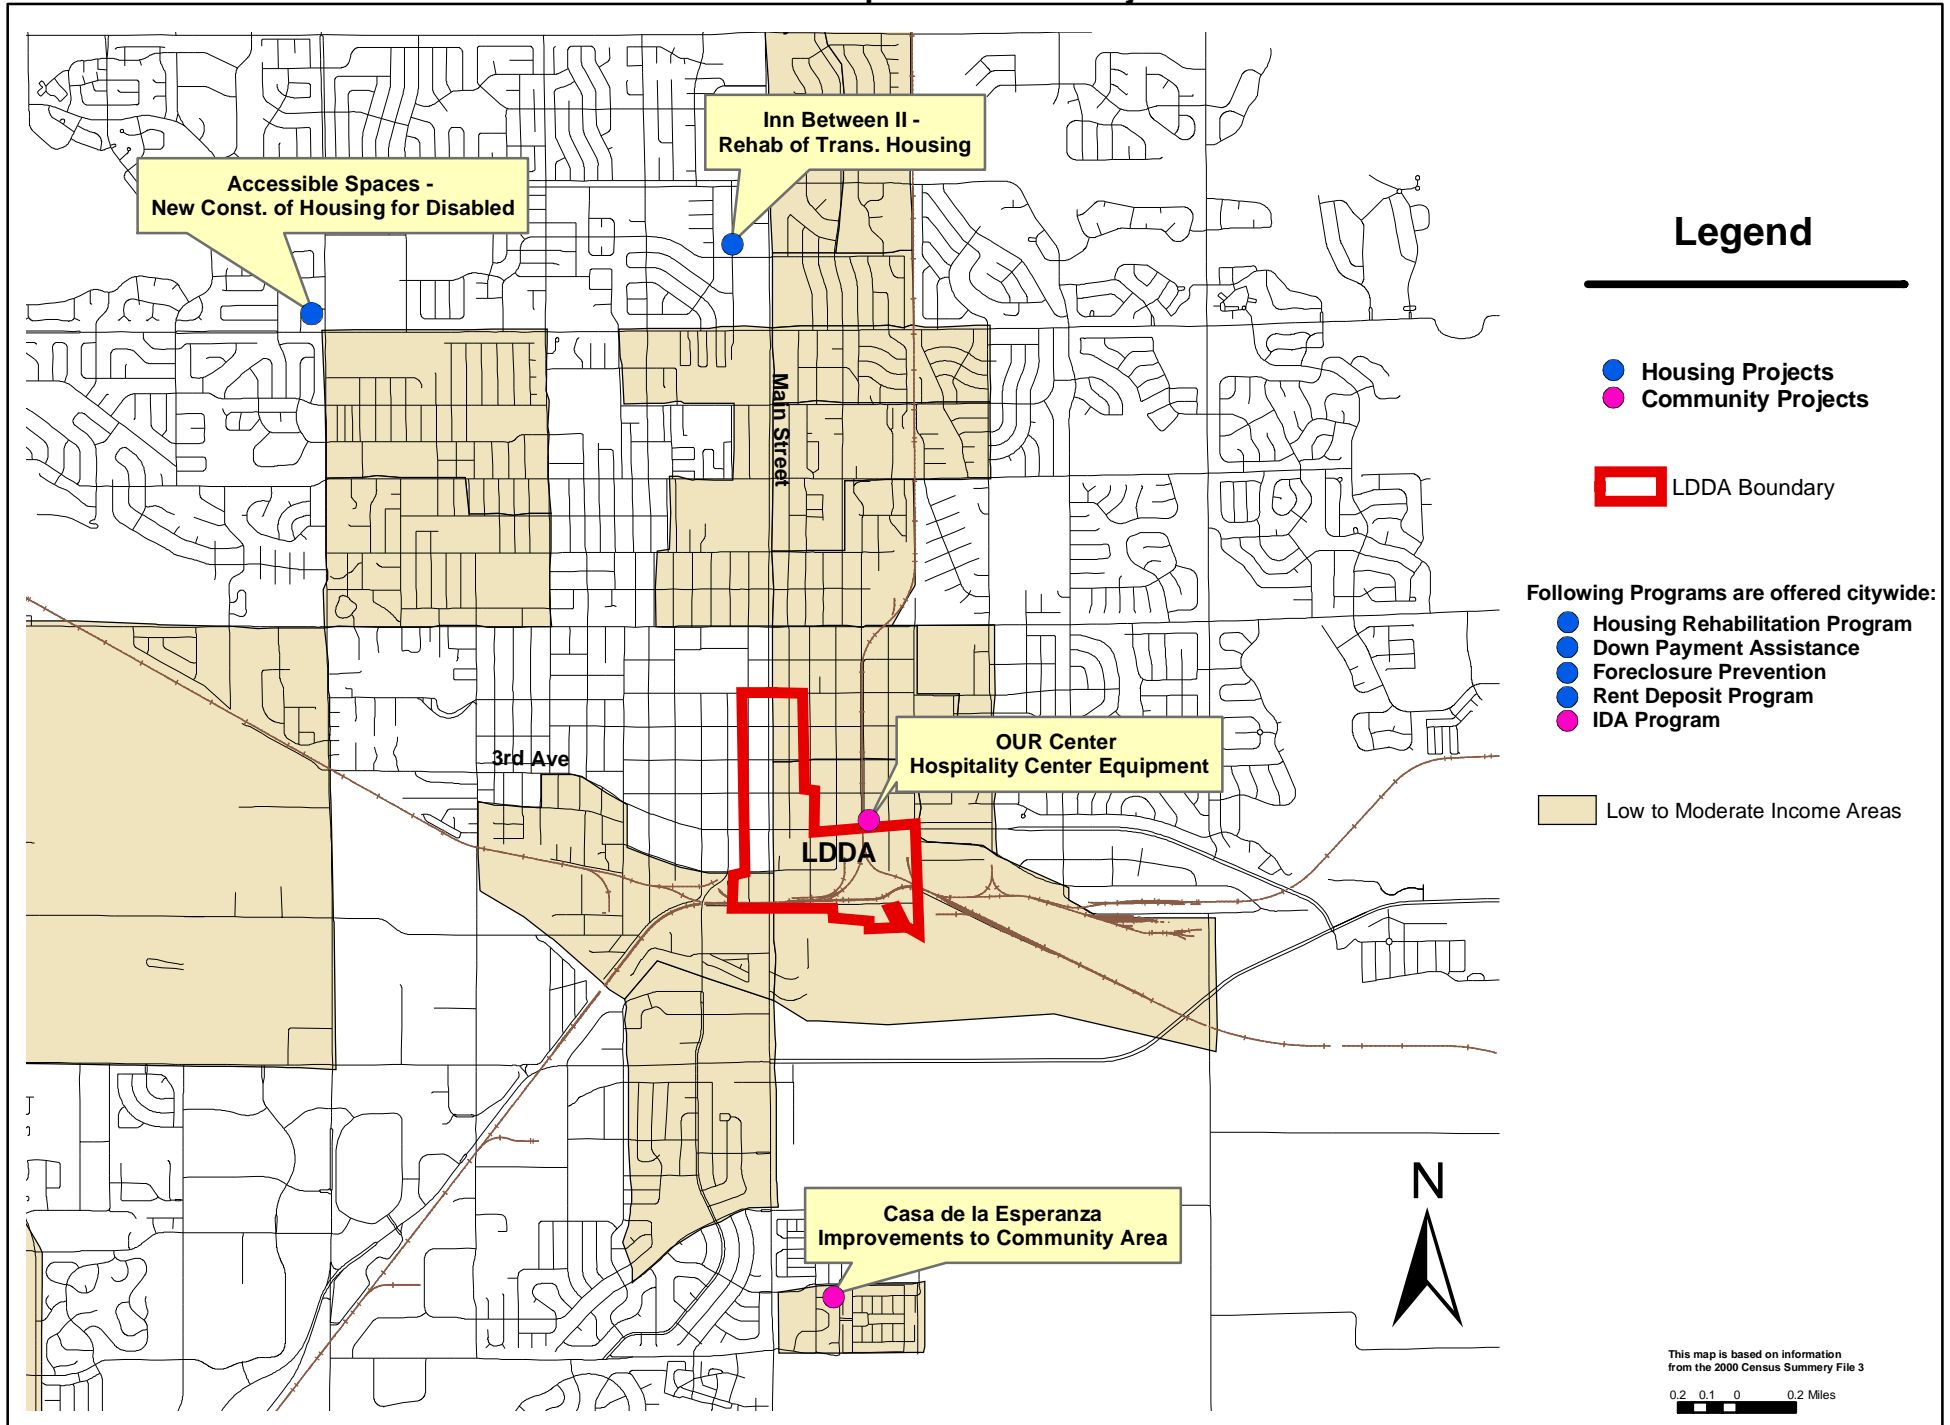 Inn Between II -
Rehab of Trans. Housing
Accessible Spaces -
New Const. of Housing for Disabled
Legend
Housing Projects
Community Projects
Main Street
LDDA Boundary
Following Programs are offered citywide:
Housing Rehabilitation Program
Down Payment Assistance
Foreclosure Prevention
Rent Deposit Program
IDA Program
3rd Ave
OUR Center
Hospitality Center Equipment
Low to Moderate Income Areas
LDDA
N
Casa de la Esperanza
Improvements to Community Area
This map is based on information
from the 2000 Census Summery File 3
0.2 0.1 0 0.2 Miles